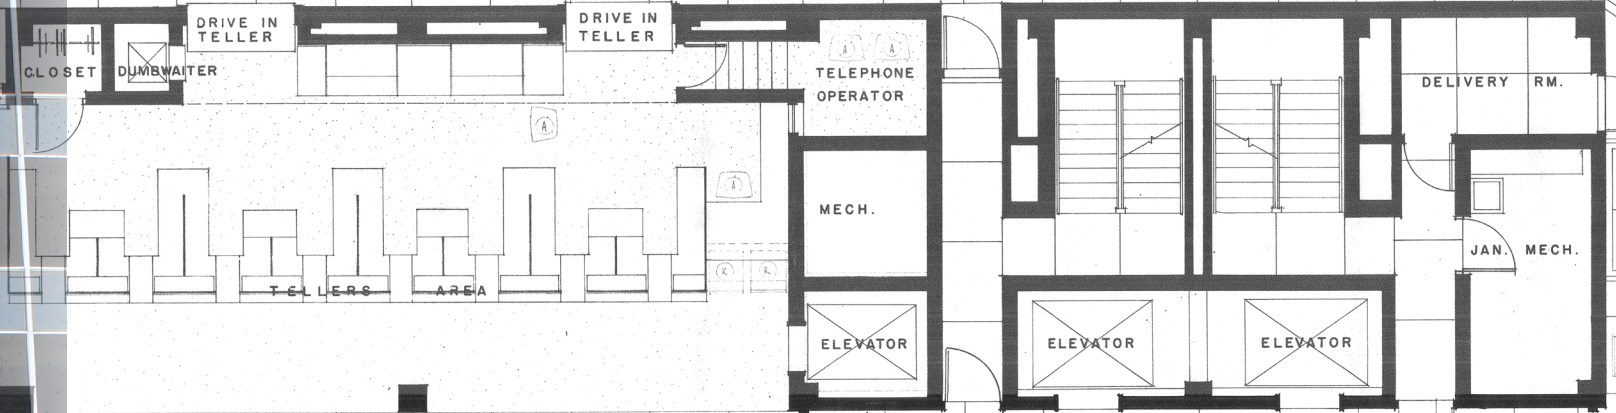 DRIVE IN
TELLER
DRIVE IN
TELLER
CLOSET
DUMBWAITER
A
A
TELEPHONE
OPERATOR
DELIVERY RM.
A
A
MECH.
JAN. MECH.
R
R
TELLERS AREA
ELEVATOR
ELEVATOR
ELEVATOR